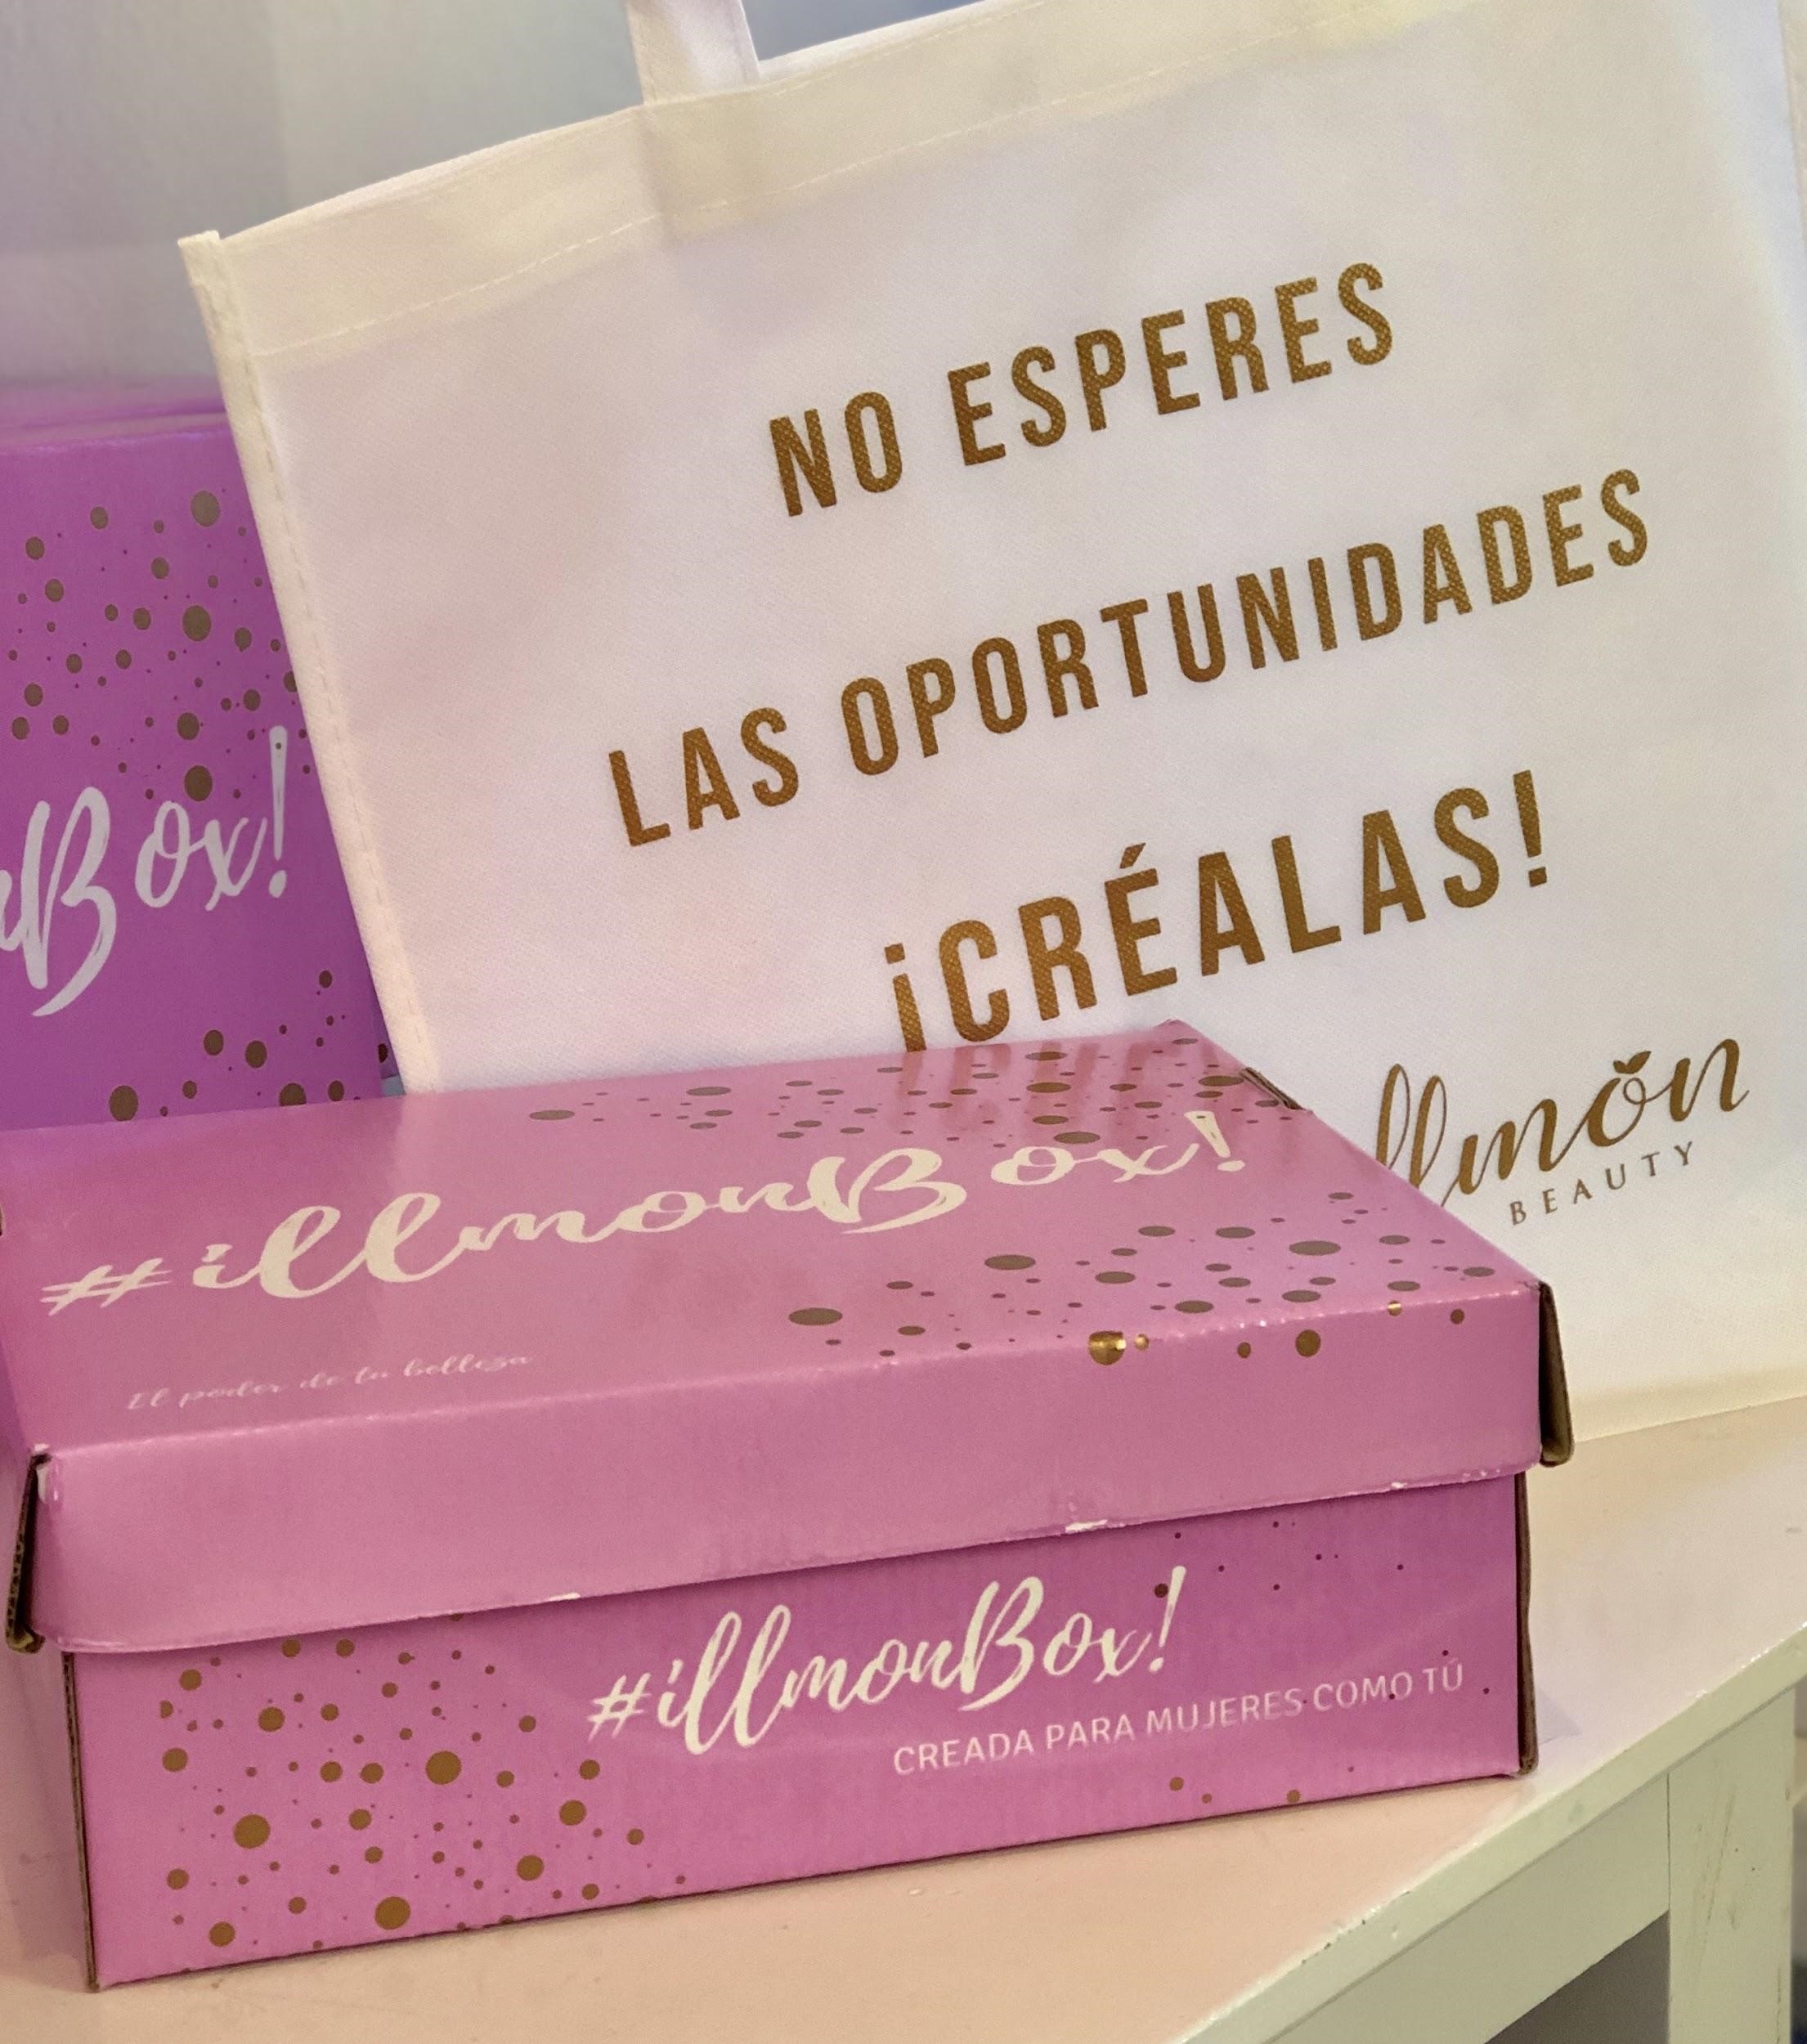 NO ESPERES
LAS OPORTUNIDADES
¡CRÉALAS!
illmón
BEAUTY
Box!
#illmonBox!
El poder de tu belleza
#illmonBox!
CREADA PARA MUJERES COMO TÚ